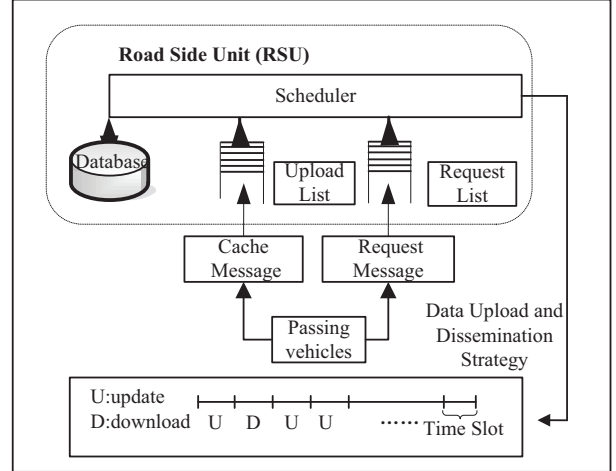 Road Side Unit (RSU)
Scheduler
Database
Upload
List
Request
List
Cache
Message
Request
Message
Passing
vehicles
Data Upload and
Dissemination
Strategy
U:update
D:download
U D U U
...... Time Slot